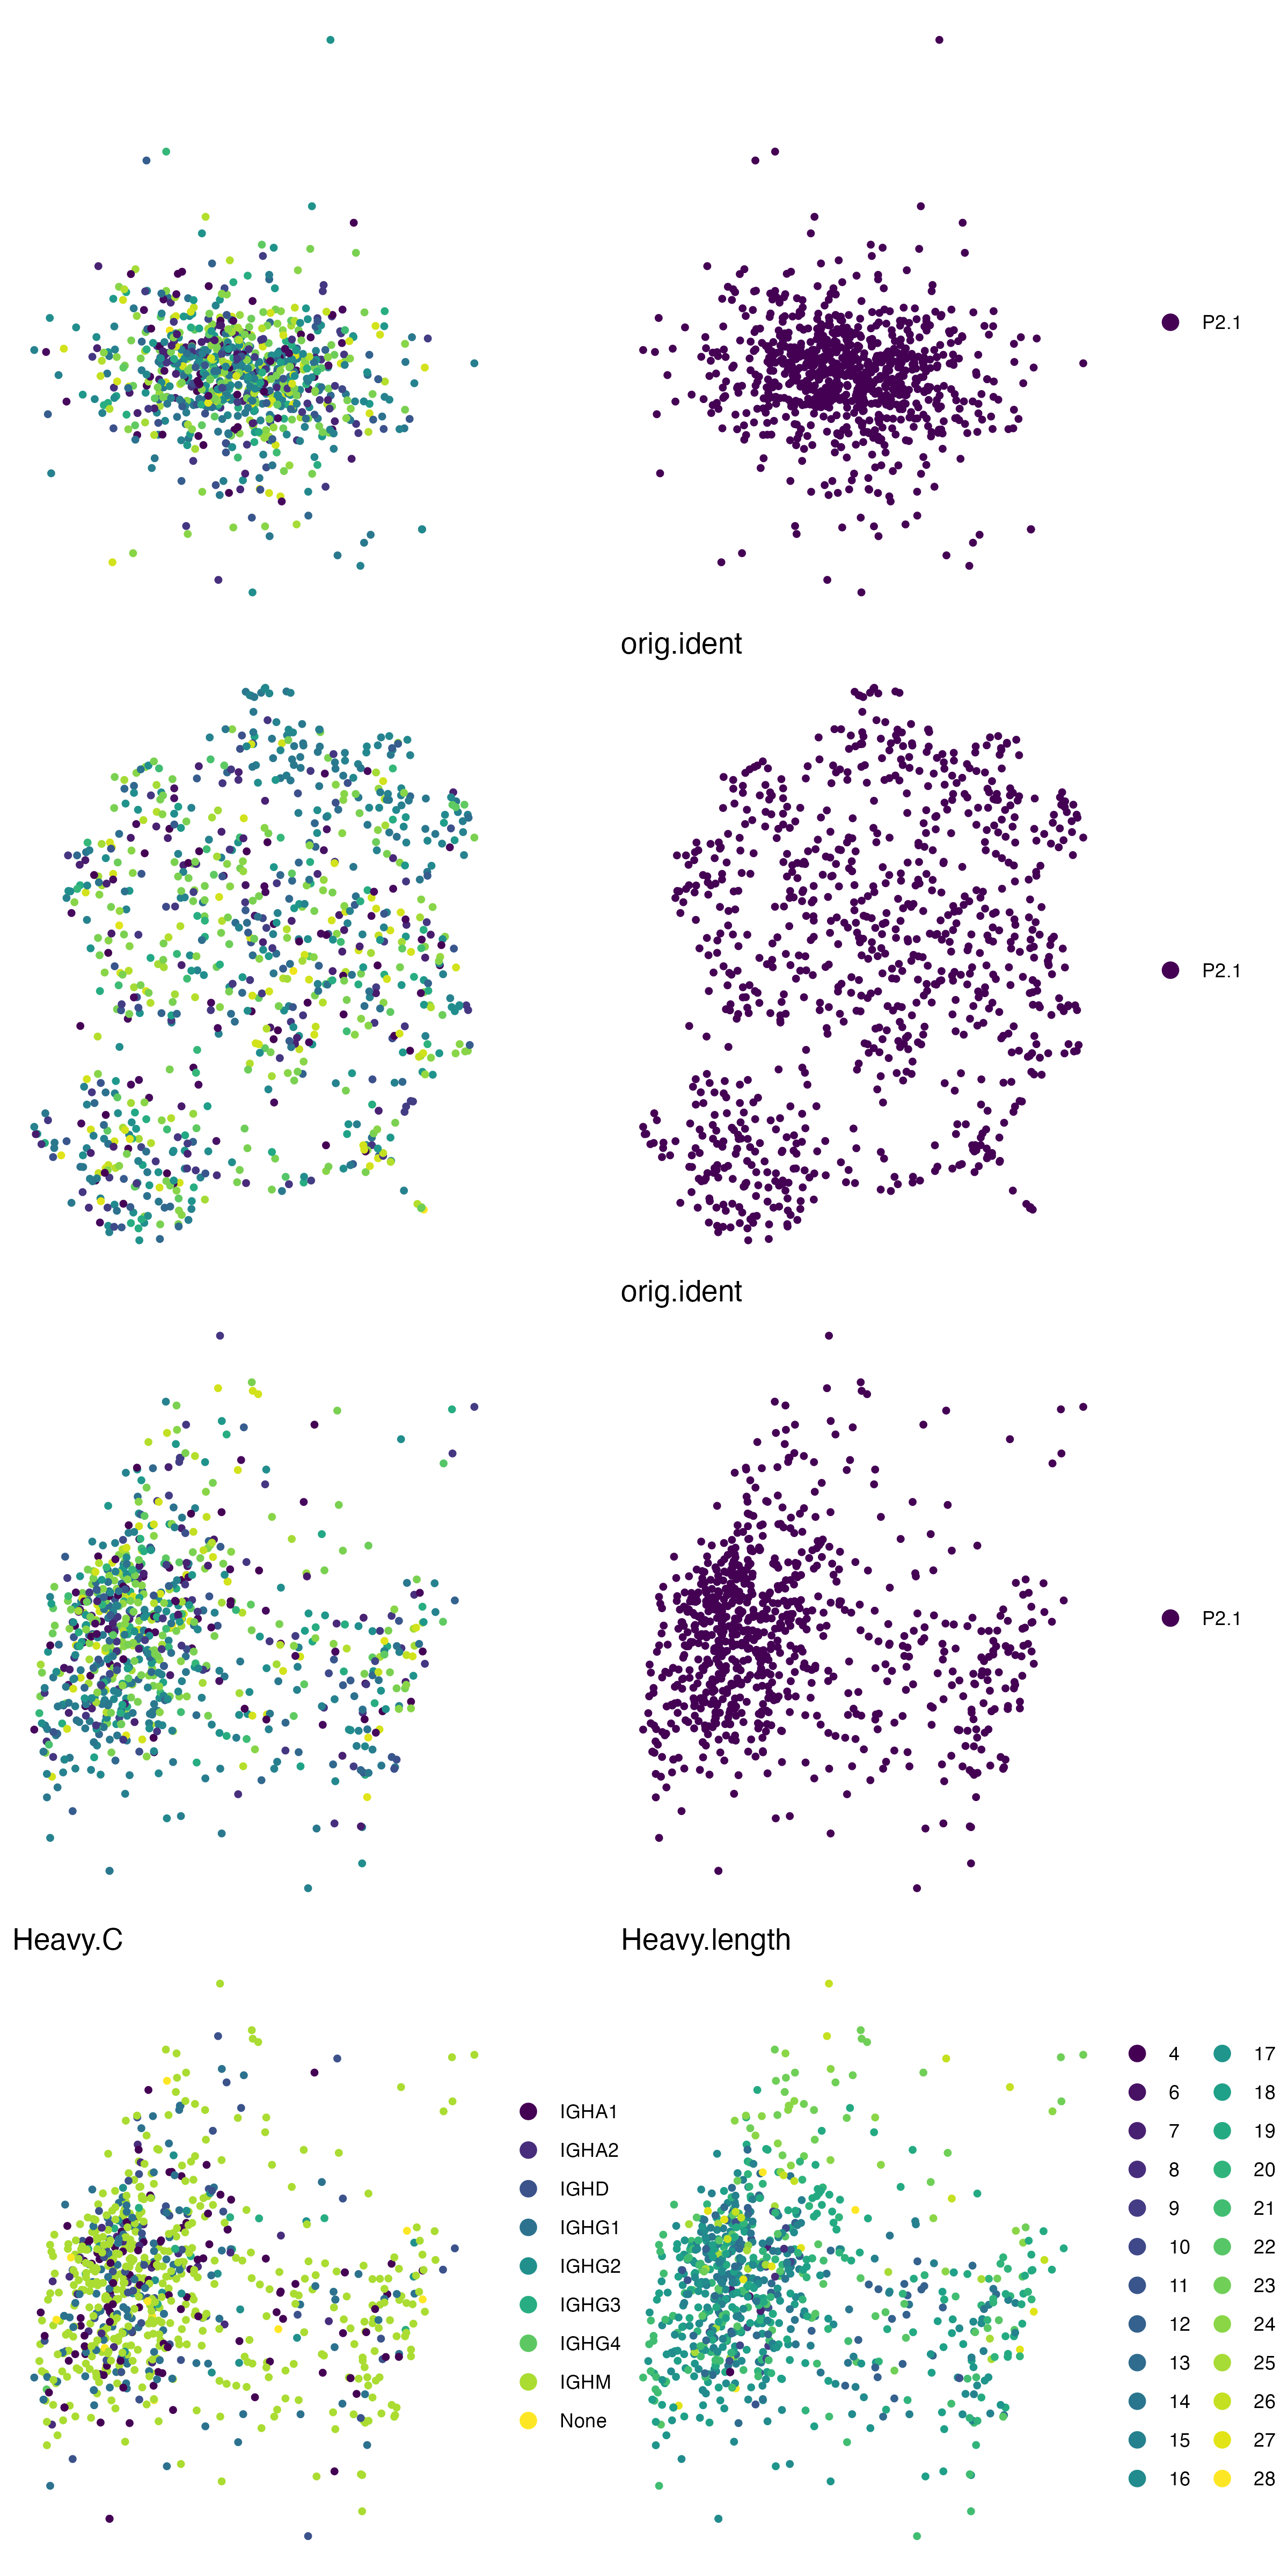 P2.1
orig.ident
P2.1
orig.ident
P2.1
Heavy.C
Heavy.length
IGHA1
IGHA2
IGHD
IGHG1
IGHG2
IGHG3
IGHG4
IGHM
None
4
6
7
8
9
10
11
12
13
14
15
16
17
18
19
20
21
22
23
24
25
26
27
28